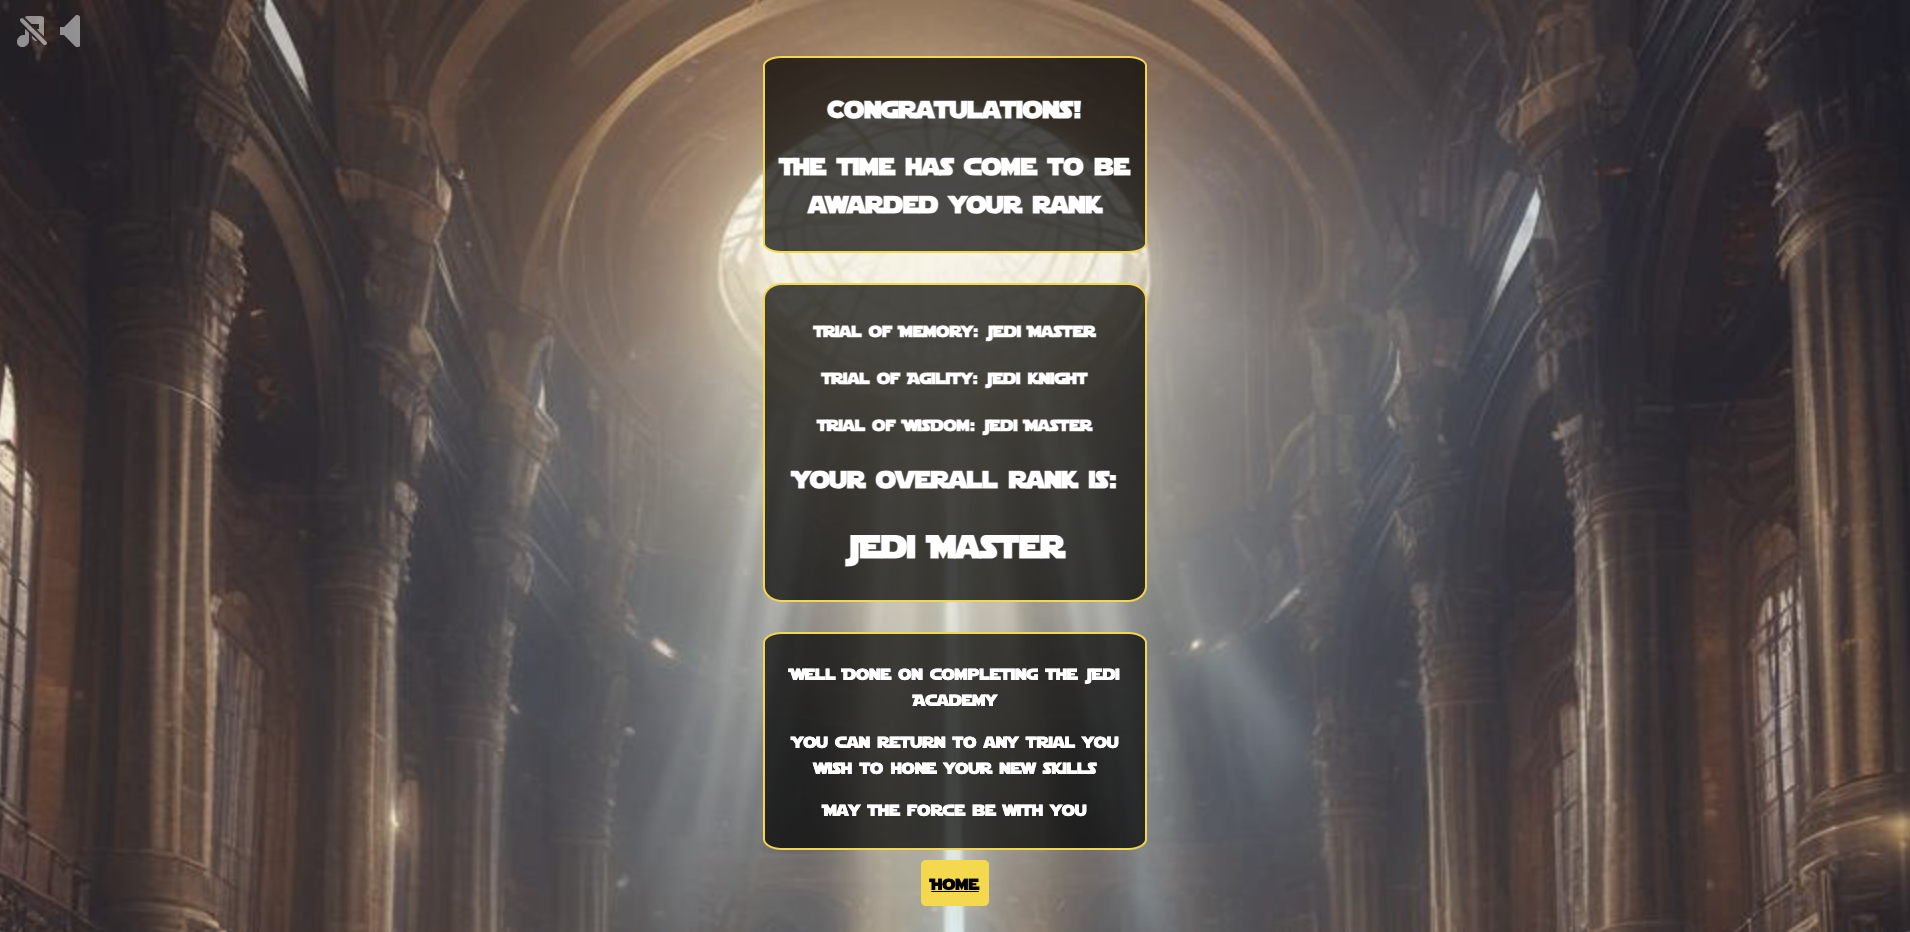 Congratulations!
The time has come to be
awarded your rank
Trial of Memory: Jedi Master
Trial of Agility: Jedi Knight
Trial of Wisdom: Jedi Master
Your overall rank is:
Jedi Master
Well Done on completing the Jedi
Academy
You can return to any trial you
wish to hone your new skills
May the force be with you
Home